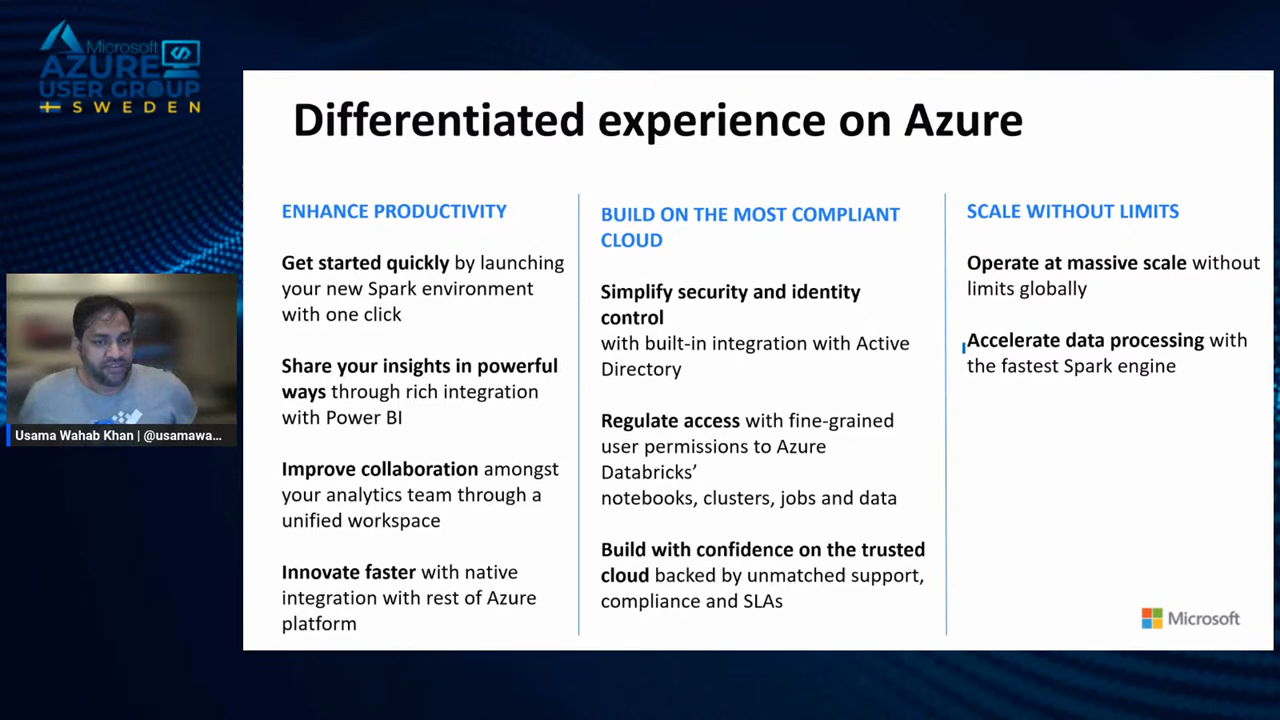 Microsoft
AZURE
USER GROUP
SWEDEN
Differentiated experience on Azure
ENHANCE PRODUCTIVITY
Get started quickly by launching
your new Spark environment
with one click
Share your insights in powerful
ways through rich integration
with Power BI
Improve collaboration amongst
your analytics team through a
unified workspace
Innovate faster with native
integration with rest of Azure
platform
BUILD ON THE MOST COMPLIANT
CLOUD
Simplify security and identity
control
with built-in integration with Active
Directory
Regulate access with fine-grained
user permissions to Azure
Databricks’
notebooks, clusters, jobs and data
Build with confidence on the trusted
cloud backed by unmatched support,
compliance and SLAs
SCALE WITHOUT LIMITS
Operate at massive scale without
limits globally
Accelerate data processing with
the fastest Spark engine
Microsoft
Usama Wahab Khan | @usamawa...